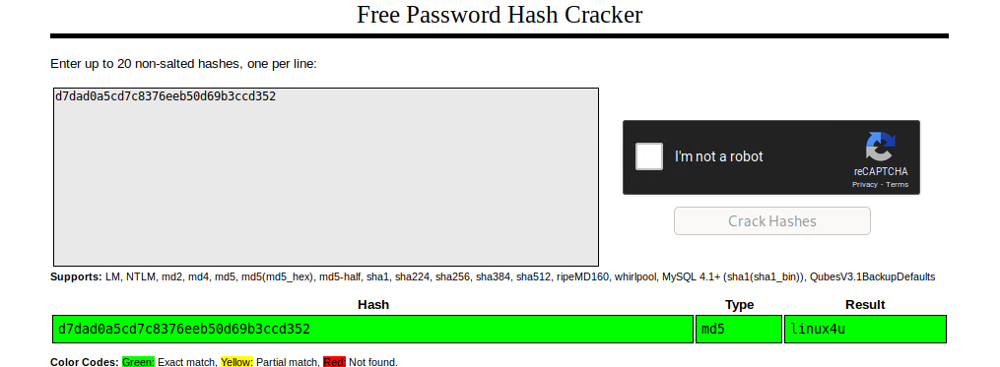 Free Password Hash Cracker
Enter up to 20 non-salted hashes, one per line:
d7dad0a5cd7c8376eeb50d69b3ccd352
I'm not a robot
reCAPTCHA
Privacy - Terms
Crack Hashes
Supports: LM, NTLM, md2, md4, md5, md5(md5_hex), md5-half, sha1, sha224, sha256, sha384, sha512, ripeMD160, whirlpool, MySQL 4.1+ (sha1(sha1_bin)), QubesV3.1BackupDefaults
Hash Type Result
d7dad0a5cd7c8376eeb50d69b3ccd352 md5 linux4u
Color Codes: Green: Exact match, Yellow: Partial match, Red: Not found.